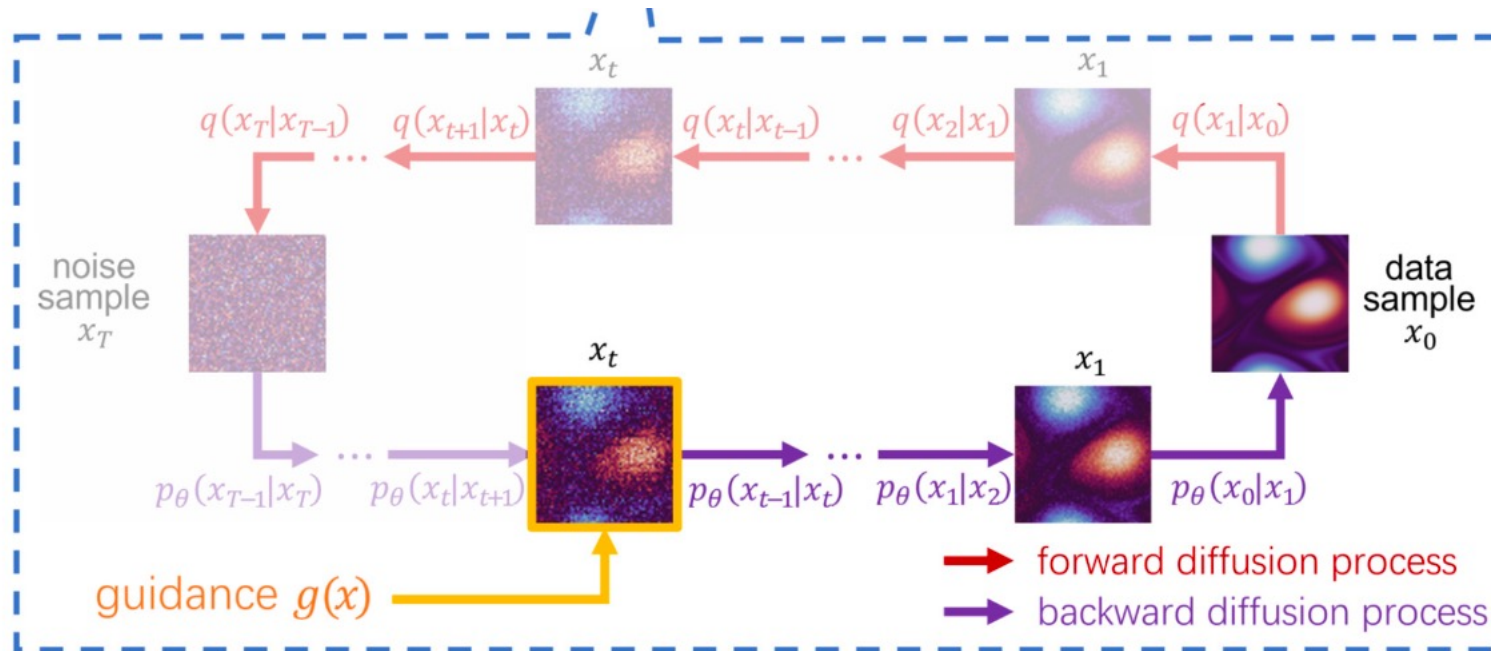 x_t
x_1
q(x_T|x_{T−1})
q(x_{t+1}|x_t)
q(x_t|x_{t−1})
q(x_2|x_1)
q(x_1|x_0)
...
...
noise
sample
x_T
data
sample
x_0
x_t
x_1
...
...
p_θ(x_{T−1}|x_T)
p_θ(x_t|x_{t+1})
p_θ(x_{t−1}|x_t)
p_θ(x_1|x_2)
p_θ(x_0|x_1)
guidance g(x)
forward diffusion process
backward diffusion process